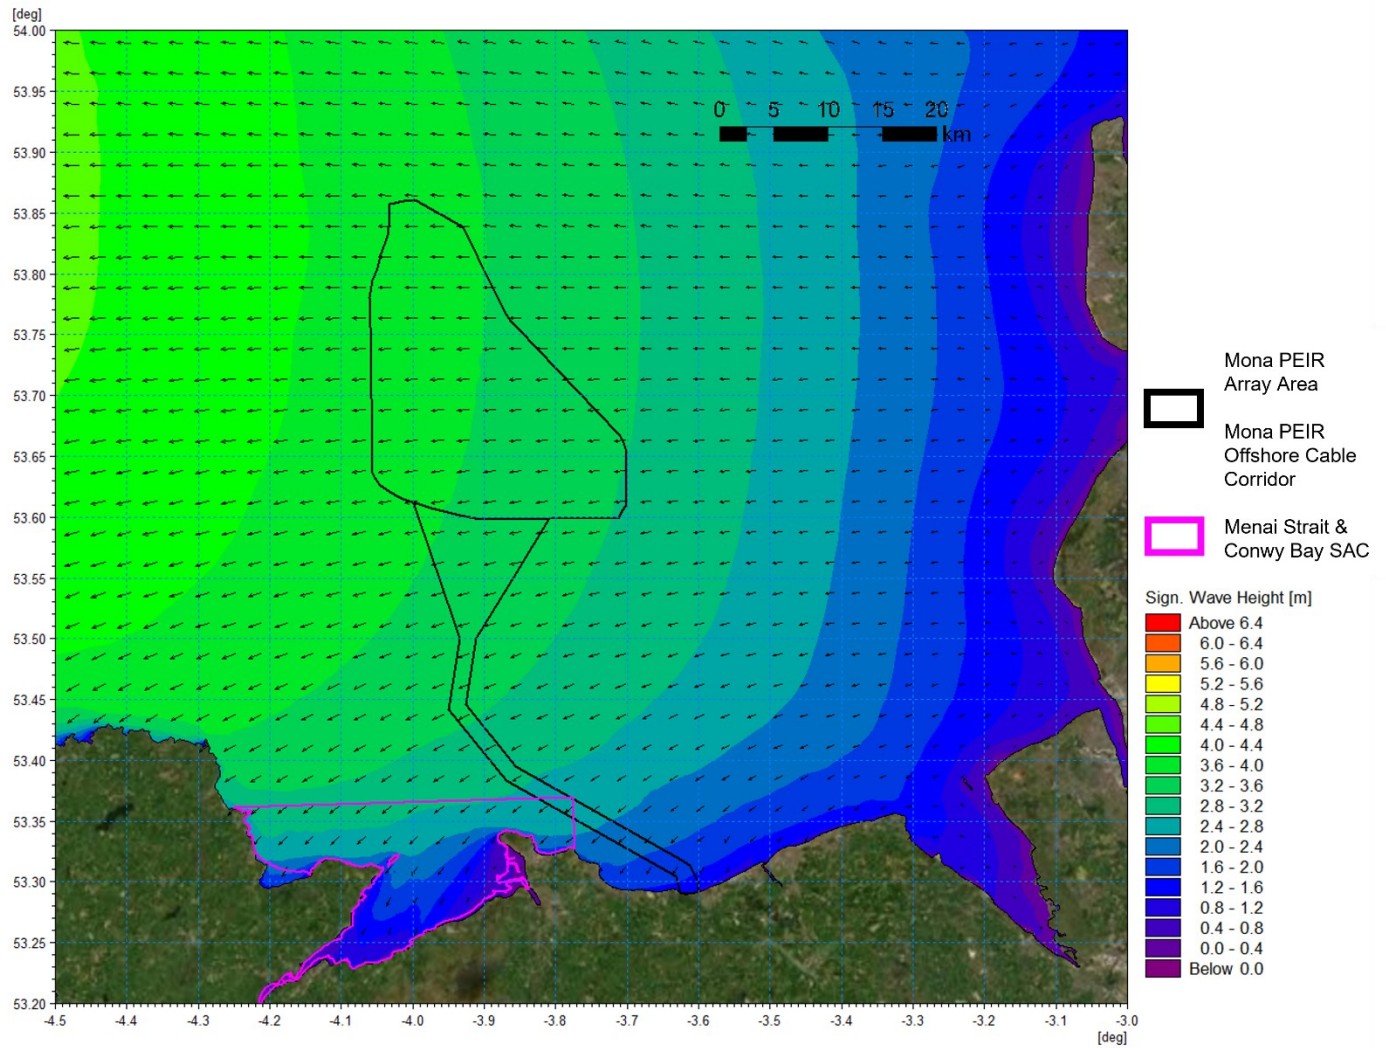 [deg]
54.00
53.95
53.90
53.85
53.80
53.75
53.70
53.65
53.60
53.55
53.50
53.45
53.40
53.35
53.30
53.25
53.20
-4.5 -4.4 -4.3 -4.2 -4.1 -4.0 -3.9 -3.8 -3.7 -3.6 -3.5 -3.4 -3.3 -3.2 -3.1 -3.0
[deg]
0 5 10 15 20
km
Mona PEIR
Array Area
Mona PEIR
Offshore Cable
Corridor
Menai Strait &
Conwy Bay SAC
Sign. Wave Height [m]
Above 6.4
6.0 - 6.4
5.6 - 6.0
5.2 - 5.6
4.8 - 5.2
4.4 - 4.8
4.0 - 4.4
3.6 - 4.0
3.2 - 3.6
2.8 - 3.2
2.4 - 2.8
2.0 - 2.4
1.6 - 2.0
1.2 - 1.6
0.8 - 1.2
0.4 - 0.8
0.0 - 0.4
Below 0.0